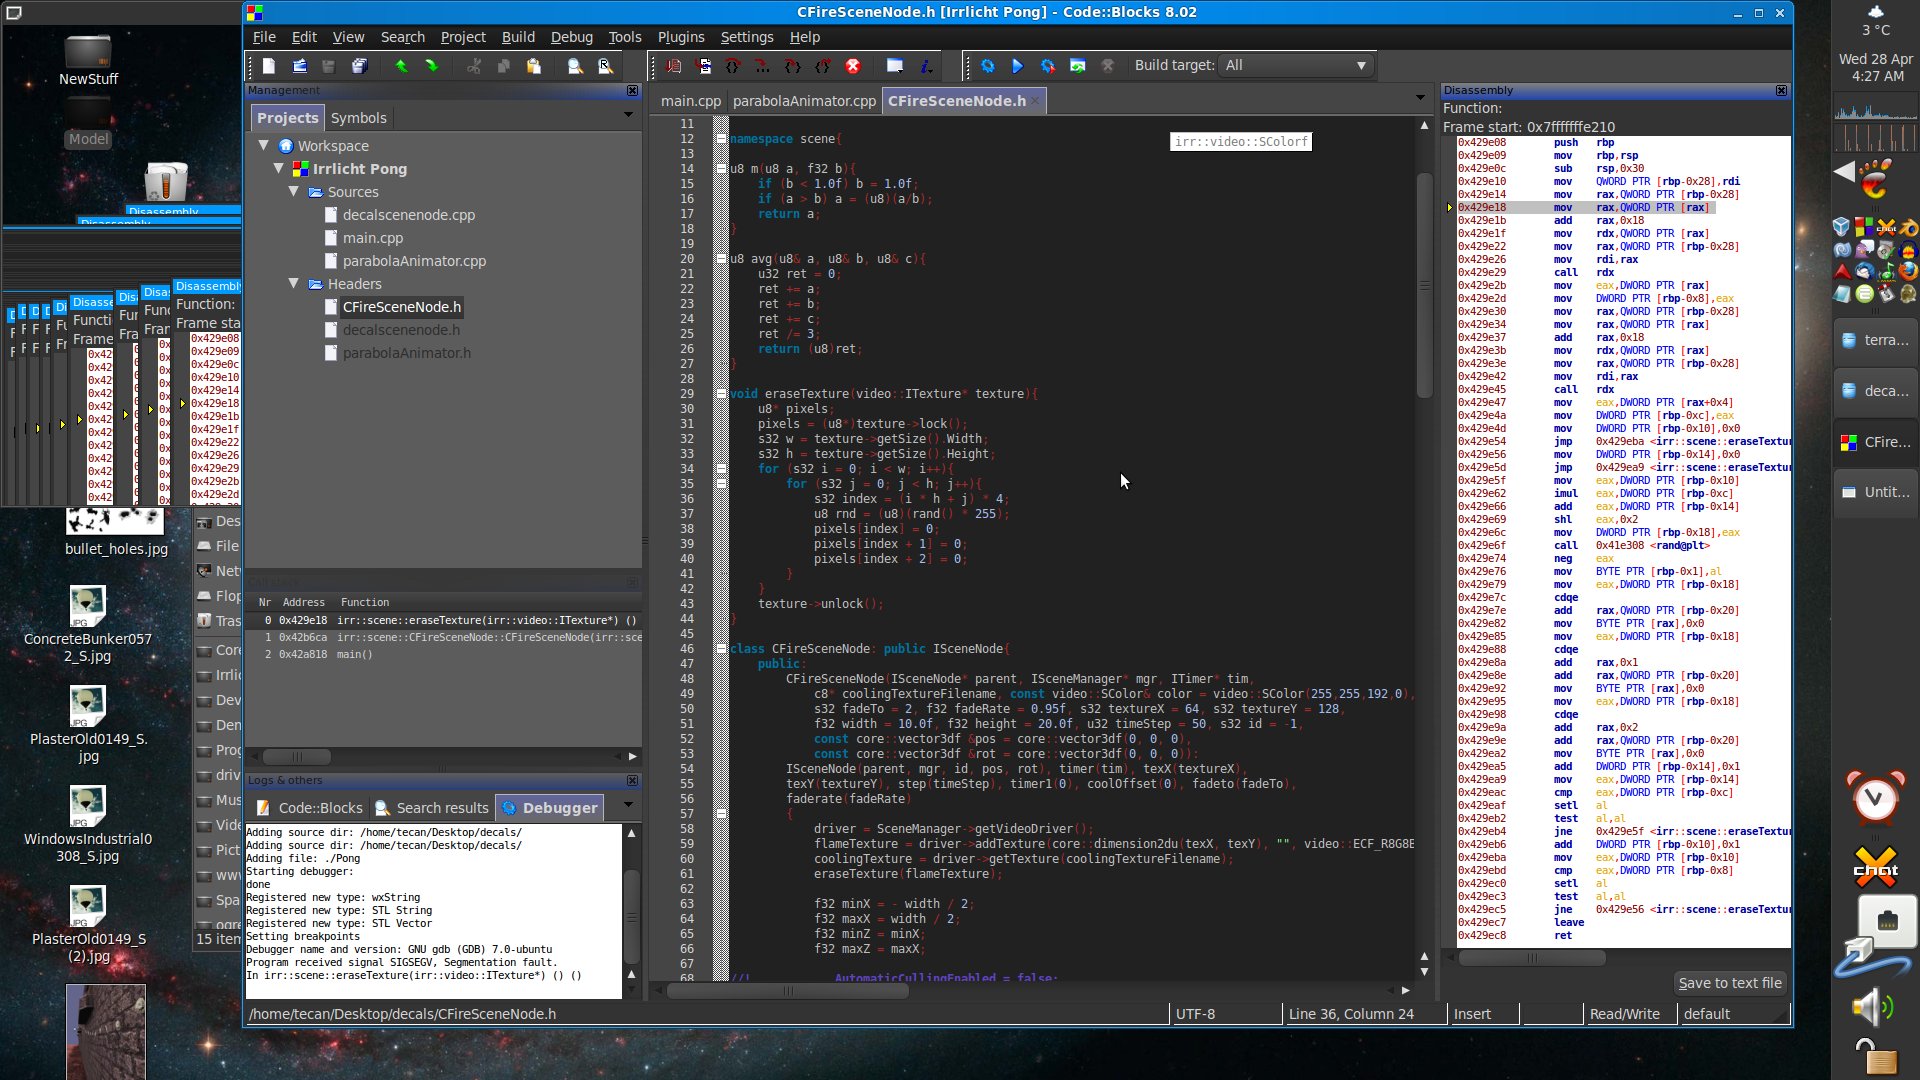 CFireSceneNode.h [Irrlicht Pong] - Code::Blocks 8.02
File Edit View Search Project Build Debug Tools Plugins Settings Help
Build target: All
3 °C
Wed 28 Apr
4:27 AM
NewStuff
Model
Disassembly
Disassembly
Disassembly
Function:
Frame sta
0x429e08
0x429e09
0x429e0c
0x429e10
0x429e14
0x429e18
0x429e1b
0x429e1f
0x429e22
0x429e26
0x429e29
0x429e2b
0x429e2d
bullet_holes.jpg
ConcreteBunker057
2_S.jpg
PlasterOld0149_S.
jpg
WindowsIndustrial0
308_S.jpg
PlasterOld0149_S
(2).jpg
Des
File
Net
Flop
Tras
Core
Irrli
Dev
Den
Proc
driv
Mus
Vide
Pict
www
Spa
ogre
15 item
Management
Projects Symbols
Workspace
Irrlicht Pong
Sources
decalscenenode.cpp
main.cpp
parabolaAnimator.cpp
Headers
CFireSceneNode.h
decalscenenode.h
parabolaAnimator.h
Call stack
Nr Address Function
0 0x429e18 irr::scene::eraseTexture(irr::video::ITexture*) ()
1 0x42b6ca irr::scene::CFireSceneNode::CFireSceneNode(irr::sce
2 0x42a818 main()
Logs & others
Code::Blocks Search results Debugger
Adding source dir: /home/tecan/Desktop/decals/
Adding source dir: /home/tecan/Desktop/decals/
Adding file: ./Pong
Starting debugger:
done
Registered new type: wxString
Registered new type: STL String
Registered new type: STL Vector
Setting breakpoints
Debugger name and version: GNU gdb (GDB) 7.0-ubuntu
Program received signal SIGSEGV, Segmentation fault.
In irr::scene::eraseTexture(irr::video::ITexture*) () ()
main.cpp parabolaAnimator.cpp CFireSceneNode.h
irr::video::SColorf
11
12 namespace scene{
13
14 u8 m(u8 a, f32 b){
15 if (b < 1.0f) b = 1.0f;
16 if (a > b) a = (u8)(a/b);
17 return a;
18 }
19
20 u8 avg(u8& a, u8& b, u8& c){
21 u32 ret = 0;
22 ret += a;
23 ret += b;
24 ret += c;
25 ret /= 3;
26 return (u8)ret;
27 }
28
29 void eraseTexture(video::ITexture* texture){
30 u8* pixels;
31 pixels = (u8*)texture->lock();
32 s32 w = texture->getSize().Width;
33 s32 h = texture->getSize().Height;
34 for (s32 i = 0; i < w; i++){
35 for (s32 j = 0; j < h; j++){
36 s32 index = (i * h + j) * 4;
37 u8 rnd = (u8)(rand() * 255);
38 pixels[index] = 0;
39 pixels[index + 1] = 0;
40 pixels[index + 2] = 0;
41 }
42 }
43 texture->unlock();
44 }
45
46 class CFireSceneNode: public ISceneNode{
47 public:
48 CFireSceneNode(ISceneNode* parent, ISceneManager* mgr, ITimer* tim,
49 c8* coolingTextureFilename, const video::SColor& color = video::SColor(255,255,192,0),
50 s32 fadeTo = 2, f32 fadeRate = 0.95f, s32 textureX = 64, s32 textureY = 128,
51 f32 width = 10.0f, f32 height = 20.0f, u32 timeStep = 50, s32 id = -1,
52 const core::vector3df &pos = core::vector3df(0, 0, 0),
53 const core::vector3df &rot = core::vector3df(0, 0, 0)):
54 ISceneNode(parent, mgr, id, pos, rot), timer(tim), texX(textureX),
55 texY(textureY), step(timeStep), timer1(0), coolOffset(0), fadeto(fadeTo),
56 faderate(fadeRate)
57 {
58 driver = SceneManager->getVideoDriver();
59 flameTexture = driver->addTexture(core::dimension2du(texX, texY), "", video::ECF_R8G8B
60 coolingTexture = driver->getTexture(coolingTextureFilename);
61 eraseTexture(flameTexture);
62
63 f32 minX = - width / 2;
64 f32 maxX = width / 2;
65 f32 minZ = minX;
66 f32 maxZ = maxX;
67
68 //! AutomaticCullingEnabled = false;
Disassembly
Function:
Frame start: 0x7fffffffe210
0x429e08 push rbp
0x429e09 mov rbp,rsp
0x429e0c sub rsp,0x30
0x429e10 mov QWORD PTR [rbp-0x28],rdi
0x429e14 mov rax,QWORD PTR [rbp-0x28]
0x429e18 mov rax,QWORD PTR [rax]
0x429e1b add rax,0x18
0x429e1f mov rdx,QWORD PTR [rax]
0x429e22 mov rax,QWORD PTR [rbp-0x28]
0x429e26 mov rdi,rax
0x429e29 call rdx
0x429e2b mov eax,DWORD PTR [rax]
0x429e2d mov DWORD PTR [rbp-0x8],eax
0x429e30 mov rax,QWORD PTR [rbp-0x28]
0x429e34 mov rax,QWORD PTR [rax]
0x429e37 add rax,0x18
0x429e3b mov rdx,QWORD PTR [rax]
0x429e3e mov rax,QWORD PTR [rbp-0x28]
0x429e42 mov rdi,rax
0x429e45 call rdx
0x429e47 mov eax,DWORD PTR [rax+0x4]
0x429e4a mov DWORD PTR [rbp-0xc],eax
0x429e4d mov DWORD PTR [rbp-0x10],0x0
0x429e54 jmp 0x429eba <irr::scene::eraseTextur
0x429e56 mov DWORD PTR [rbp-0x14],0x0
0x429e5d jmp 0x429ea9 <irr::scene::eraseTextur
0x429e5f mov eax,DWORD PTR [rbp-0x10]
0x429e62 imul eax,DWORD PTR [rbp-0xc]
0x429e66 add eax,DWORD PTR [rbp-0x14]
0x429e69 shl eax,0x2
0x429e6c mov DWORD PTR [rbp-0x18],eax
0x429e6f call 0x41e308 <rand@plt>
0x429e74 neg eax
0x429e76 mov BYTE PTR [rbp-0x1],al
0x429e79 mov eax,DWORD PTR [rbp-0x18]
0x429e7c cdqe
0x429e7e add rax,QWORD PTR [rbp-0x20]
0x429e82 mov BYTE PTR [rax],0x0
0x429e85 mov eax,DWORD PTR [rbp-0x18]
0x429e88 cdqe
0x429e8a add rax,0x1
0x429e8e add rax,QWORD PTR [rbp-0x20]
0x429e92 mov BYTE PTR [rax],0x0
0x429e95 mov eax,DWORD PTR [rbp-0x18]
0x429e98 cdqe
0x429e9a add rax,0x2
0x429e9e add rax,QWORD PTR [rbp-0x20]
0x429ea2 mov BYTE PTR [rax],0x0
0x429ea5 add DWORD PTR [rbp-0x14],0x1
0x429ea9 mov eax,DWORD PTR [rbp-0x14]
0x429eac cmp eax,DWORD PTR [rbp-0xc]
0x429eaf setl al
0x429eb2 test al,al
0x429eb4 jne 0x429e5f <irr::scene::eraseTextur
0x429eb6 add DWORD PTR [rbp-0x10],0x1
0x429eba mov eax,DWORD PTR [rbp-0x10]
0x429ebd cmp eax,DWORD PTR [rbp-0x8]
0x429ec0 setl al
0x429ec3 test al,al
0x429ec5 jne 0x429e56 <irr::scene::eraseTextur
0x429ec7 leave
0x429ec8 ret
Save to text file
/home/tecan/Desktop/decals/CFireSceneNode.h UTF-8 Line 36, Column 24 Insert Read/Write default
terra...
deca...
CFire...
Untit...
chat